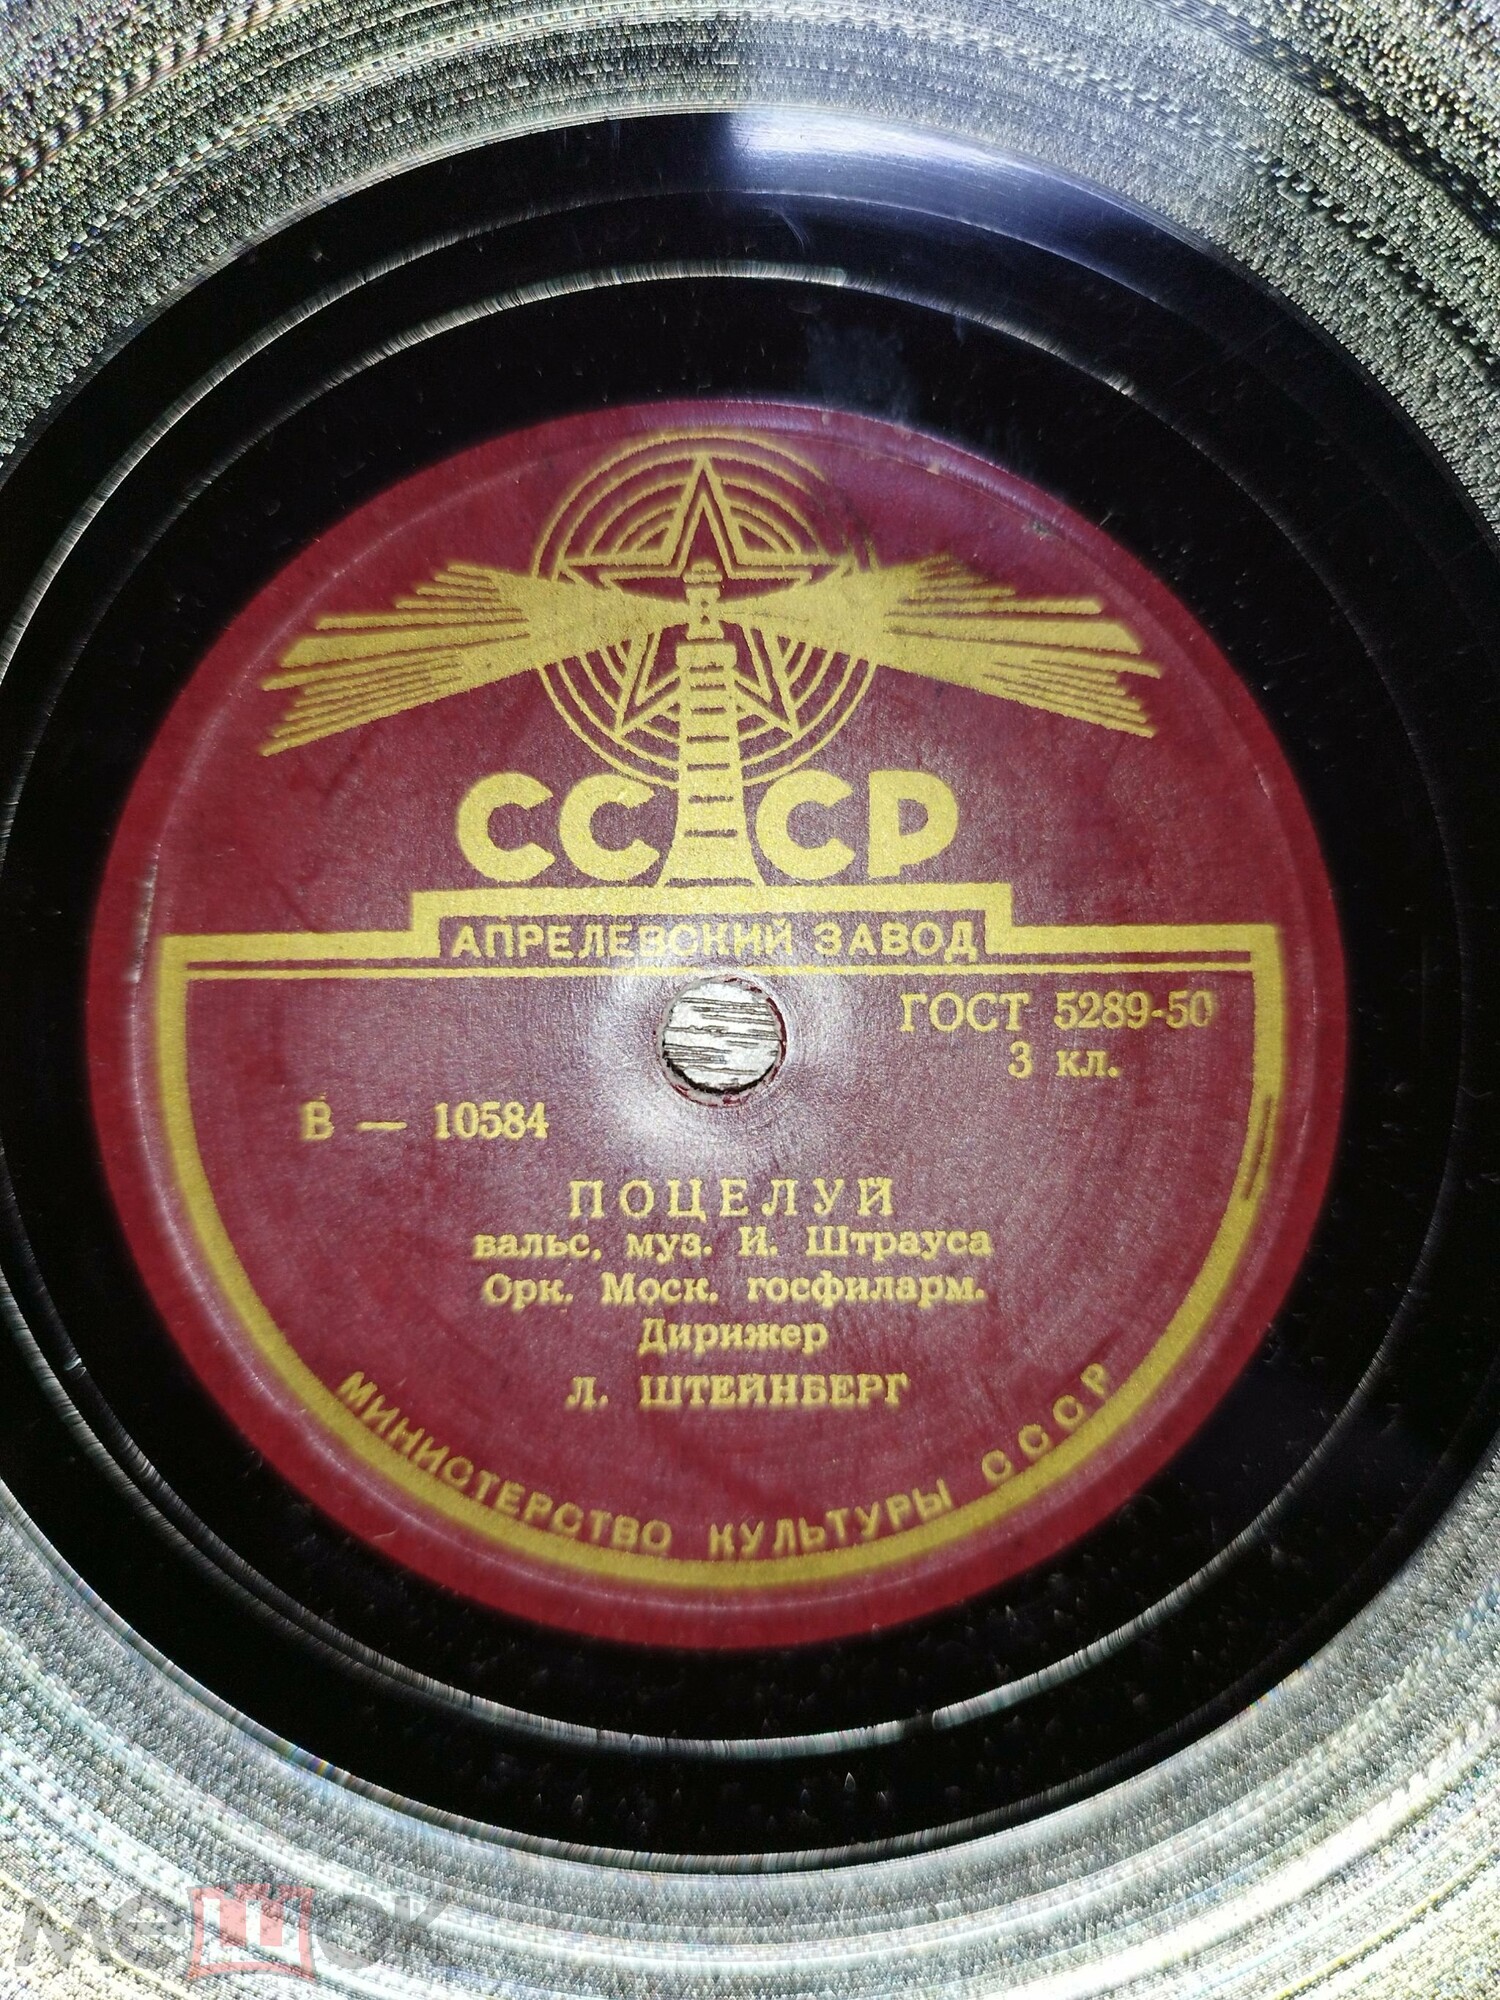 СССР
АПРЕЛЕВСКИЙ ЗАВОД
ГОСТ 5289-50
3 кл.
В — 10584
ПОЦЕЛУЙ
вальс, муз. И. Штрауса
Орк. Моск. госфиларм.
Дирижер
Л. ШТЕЙНБЕРГ
МИНИСТЕРСТВО КУЛЬТУРЫ СССР
мешок